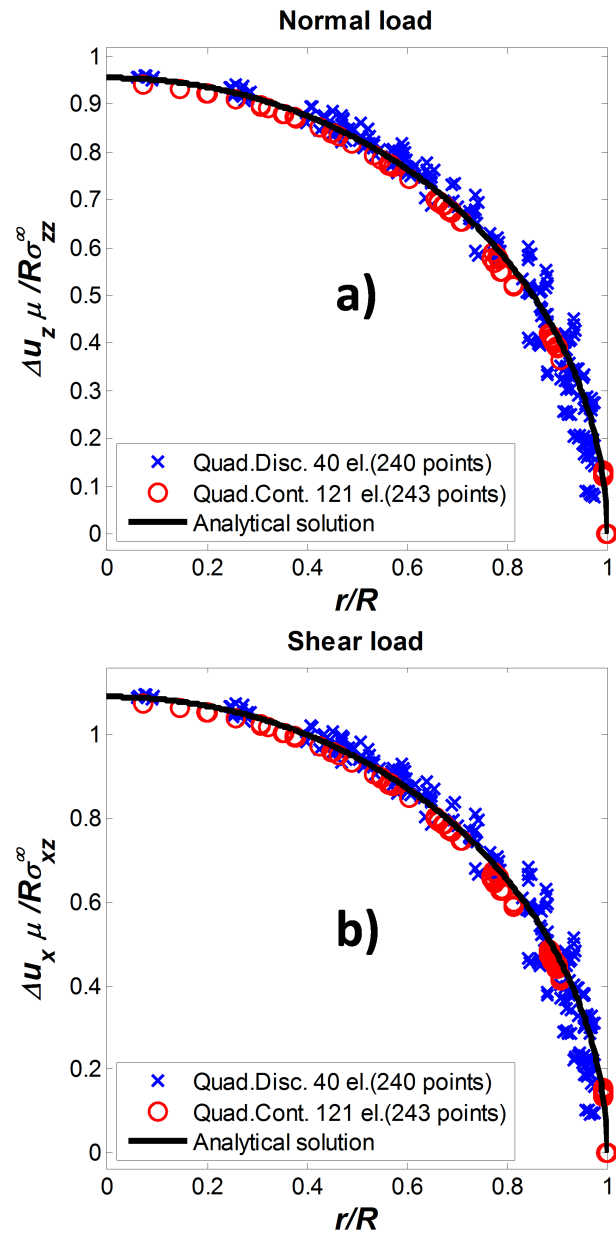 Normal load
1
0.9
0.8
0.7
0.6
0.5
0.4
0.3
0.2
0.1
0
Δu_z μ /Rσ_zz^∞
a)
Quad.Disc. 40 el.(240 points)
Quad.Cont. 121 el.(243 points)
Analytical solution
0 0.2 0.4 0.6 0.8 1
r/R
Shear load
1
0.8
0.6
0.4
0.2
0
Δu_x μ /Rσ_xz^∞
b)
Quad.Disc. 40 el.(240 points)
Quad.Cont. 121 el.(243 points)
Analytical solution
0 0.2 0.4 0.6 0.8 1
r/R